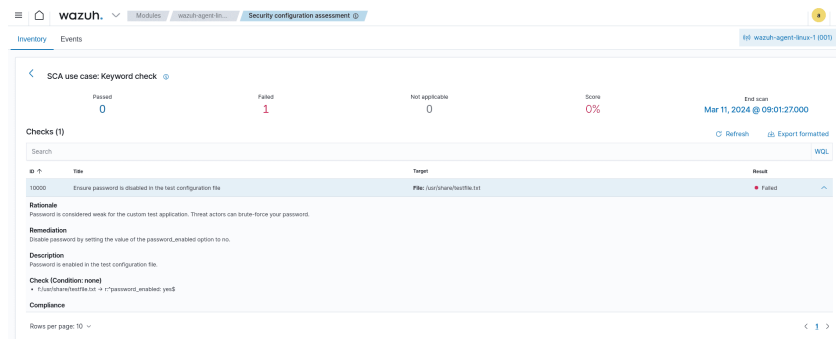 wazuh. Modules wazuh-agent-lin... Security configuration assessment a
Inventory Events wazuh-agent-linux-1 (001)
SCA use case: Keyword check
Passed Failed Not applicable Score End scan
0 1 0 0% Mar 11, 2024 @ 09:01:27.000
Checks (1) Refresh Export formatted
Search WQL
ID Title Target Result
10000 Ensure password is disabled in the test configuration file File: /usr/share/testfile.txt Failed
Rationale
Password is considered weak for the custom test application. Threat actors can brute-force your password.
Remediation
Disable password by setting the value of the password_enabled option to no.
Description
Password is enabled in the test configuration file.
Check (Condition: none)
• f:/usr/share/testfile.txt → r:^password_enabled: yes$
Compliance
Rows per page: 10 < 1 >